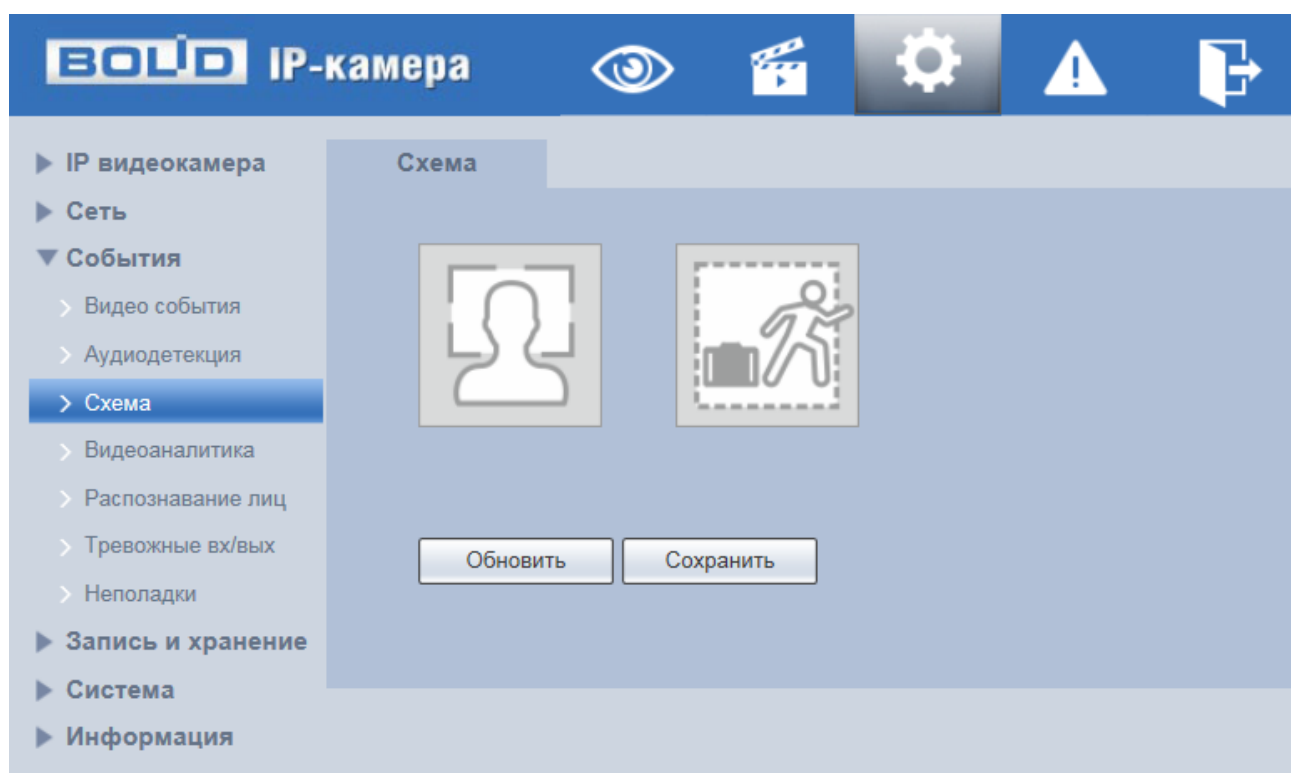 BOLID IP-камера
IP видеокамера
Сеть
События
Видео события
Аудиодетекция
Схема
Видеоаналитика
Распознавание лиц
Тревожные вх/вых
Неполадки
Запись и хранение
Система
Информация
Схема
Обновить
Сохранить